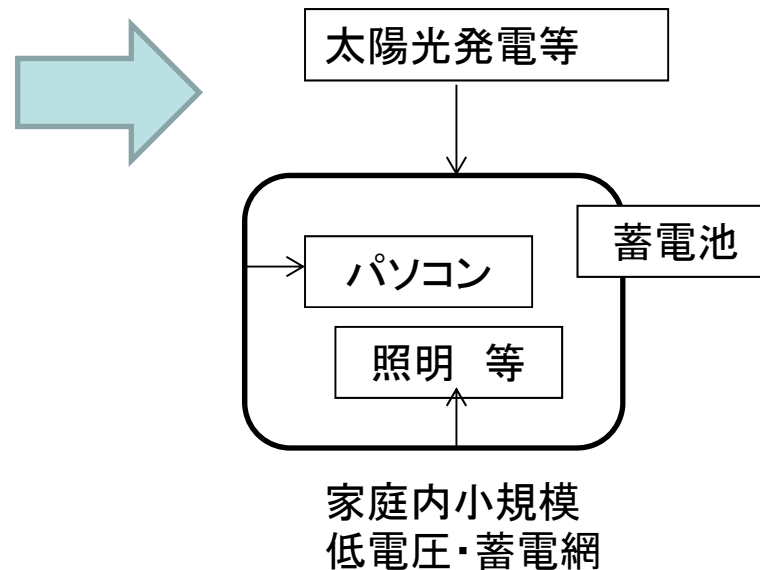 太陽光発電等
蓄電池
パソコン
照明　等
家庭内小規模
低電圧・蓄電網